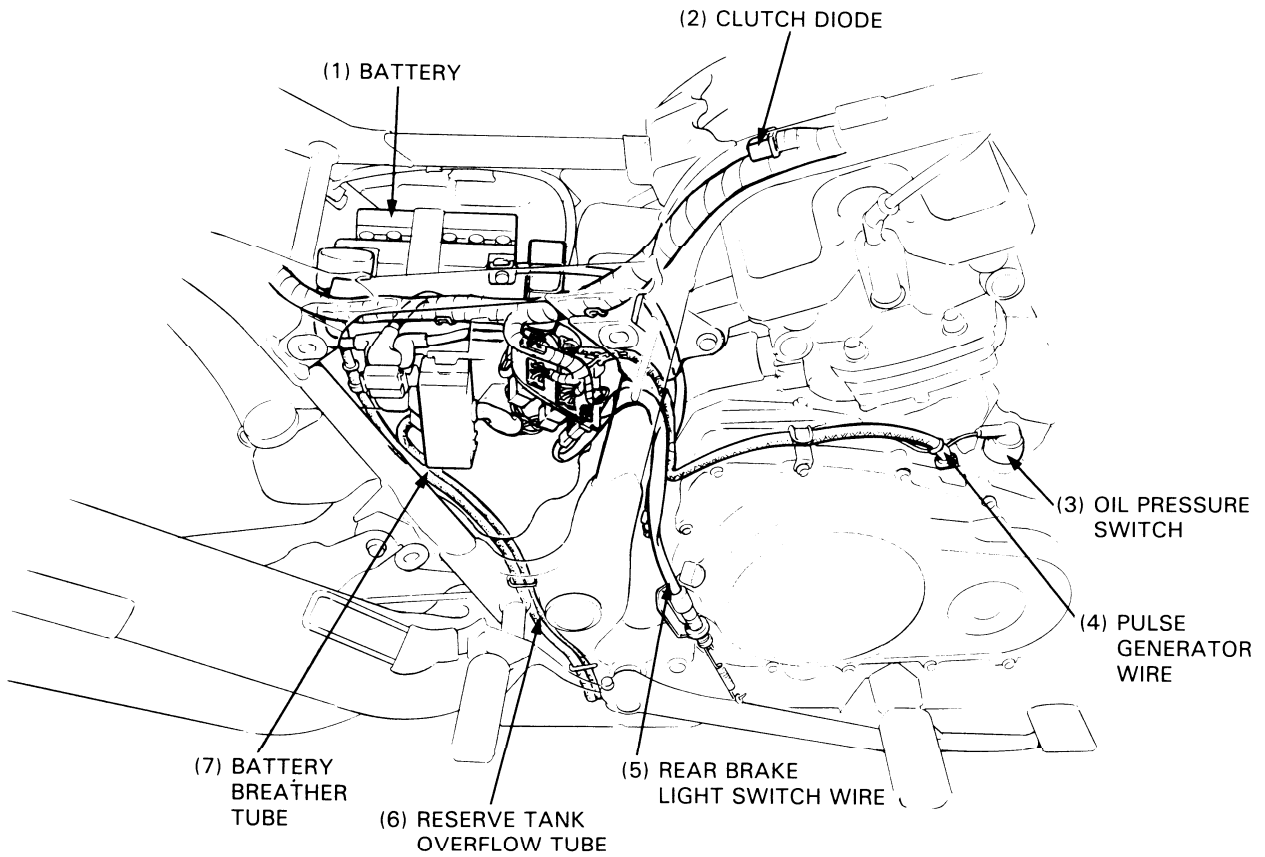 (2) CLUTCH DIODE
(1) BATTERY
(3) OIL PRESSURE
SWITCH
(4) PULSE
GENERATOR
WIRE
(5) REAR BRAKE
LIGHT SWITCH WIRE
(7) BATTERY
BREATHER
TUBE
(6) RESERVE TANK
OVERFLOW TUBE